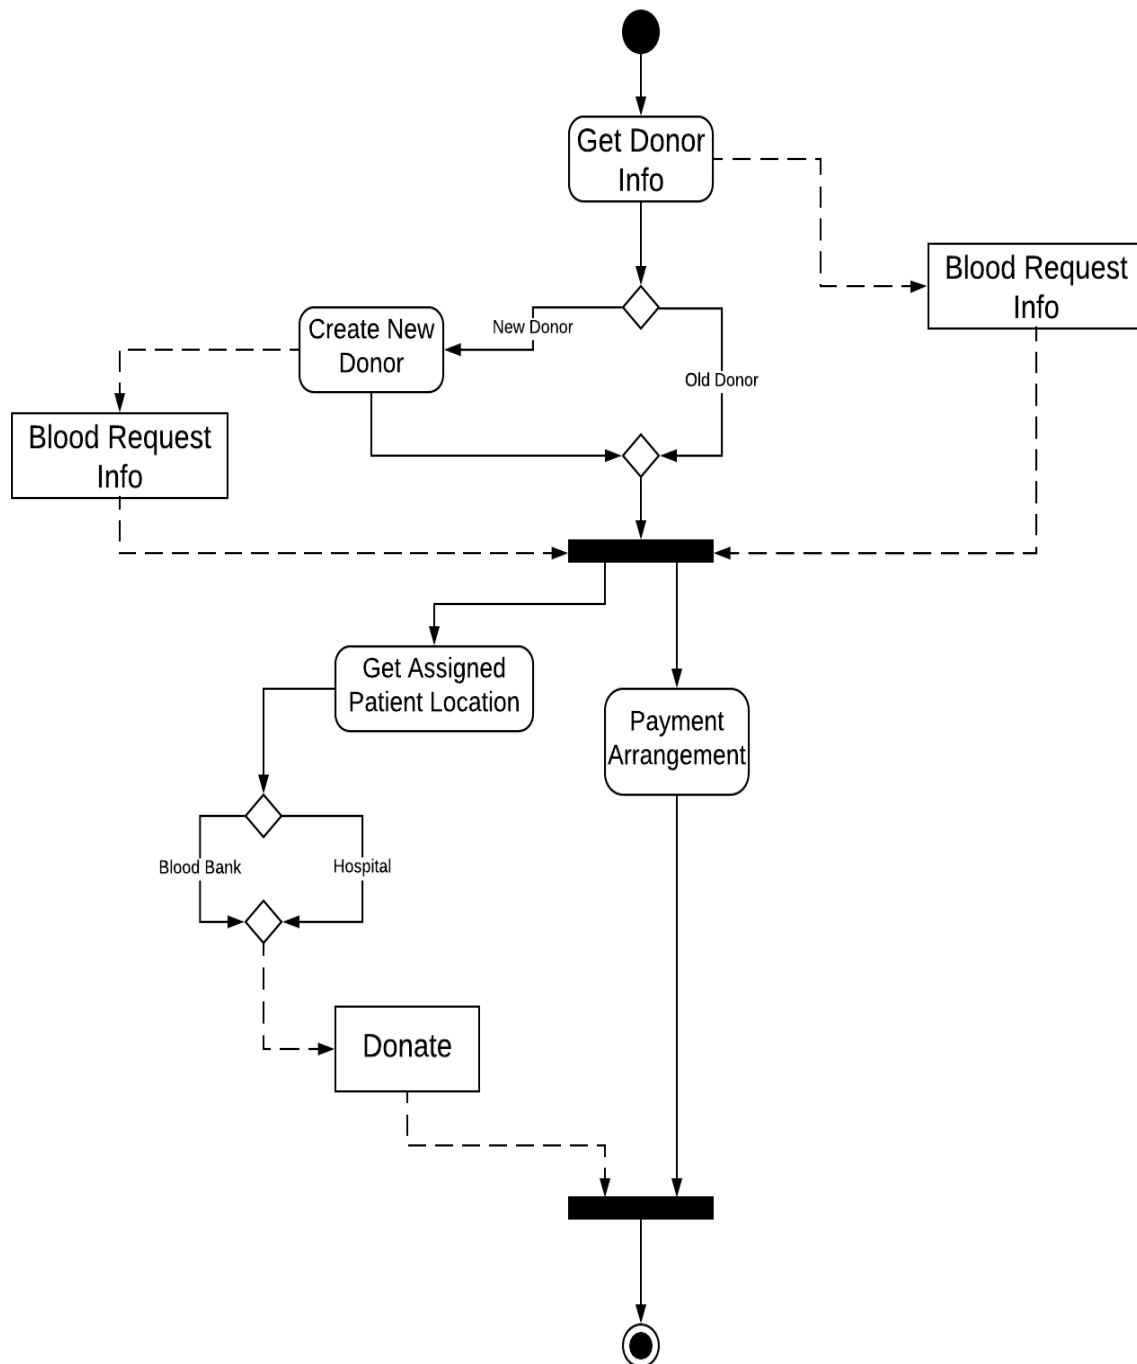 Get Donor
Info
Blood Request
Info
Create New
Donor
New Donor
Old Donor
Blood Request
Info
Get Assigned
Patient Location
Payment
Arrangement
Blood Bank
Hospital
Donate